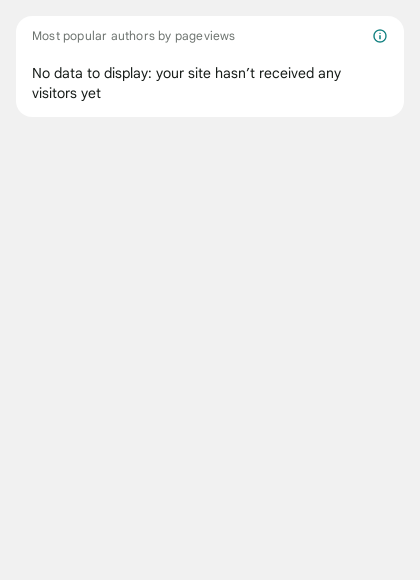 Most popular authors by pageviews
No data to display: your site hasn’t received any
visitors yet